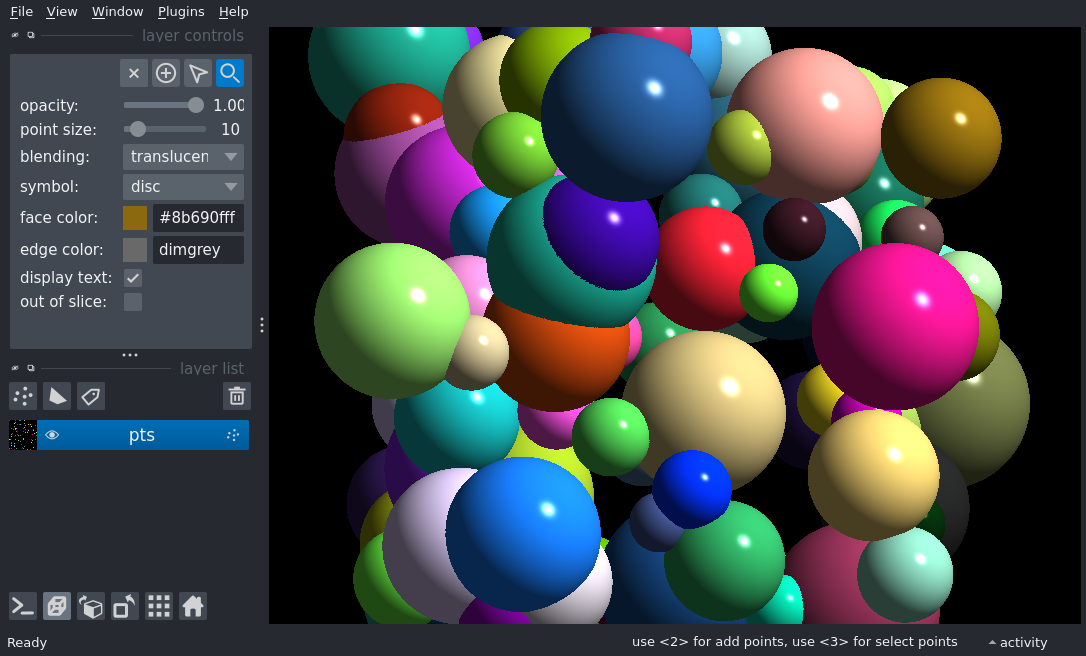 File View Window Plugins Help
layer controls
opacity: 1.00
point size: 10
blending: translucen
symbol: disc
face color: #8b690fff
edge color: dimgrey
display text:
out of slice:
layer list
pts
Ready
use <2> for add points, use <3> for select points
activity